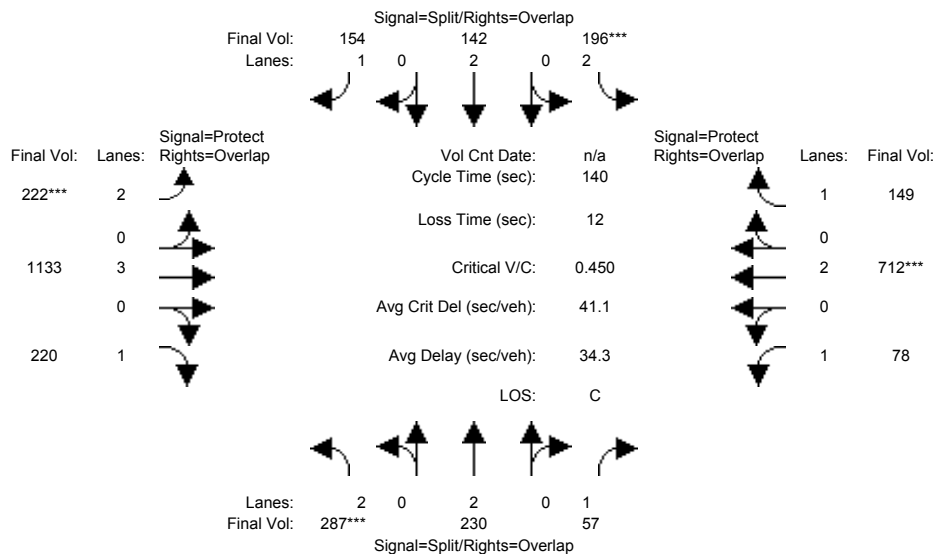 Signal=Split/Rights=Overlap
Final Vol: 154 142 196***
Lanes: 1 0 2 0 2
Signal=Protect
Final Vol: Lanes: Rights=Overlap
Vol Cnt Date: n/a
Signal=Protect
Rights=Overlap Lanes: Final Vol:
Cycle Time (sec): 140
222*** 2
1 149
Loss Time (sec): 12
0
0
1133 3
Critical V/C: 0.450
2 712***
0
Avg Crit Del (sec/veh): 41.1
0
220 1
Avg Delay (sec/veh): 34.3
1 78
LOS: C
Lanes: 2 0 2 0 1
Final Vol: 287*** 230 57
Signal=Split/Rights=Overlap